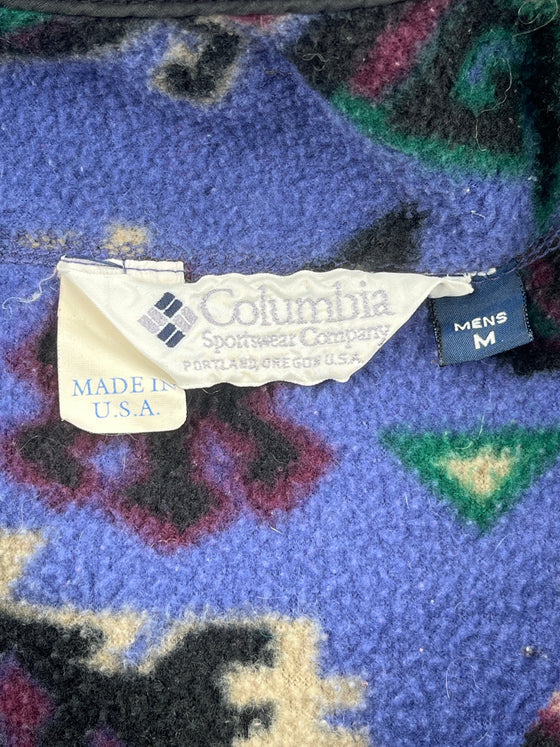 Columbia
Sportswear Company
PORTLAND, OREGON U.S.A.
MENS
M
MADE IN
U.S.A.